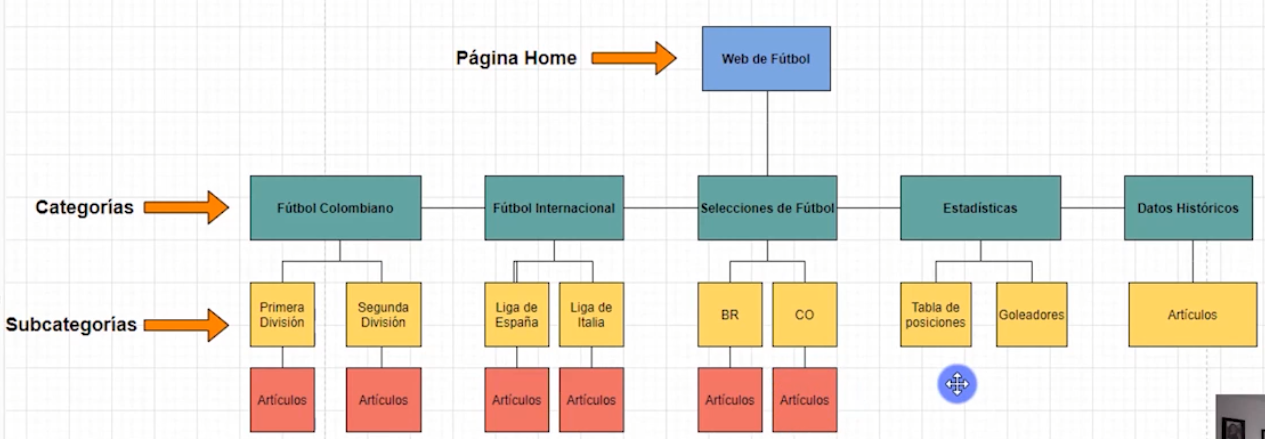 Página Home
Web de Fútbol
Categorías
Fútbol Colombiano
Fútbol Internacional
Selecciones de Fútbol
Estadísticas
Datos Históricos
Subcategorías
Primera
División
Segunda
División
Liga de
España
Liga de
Italia
BR
CO
Tabla de
posiciones
Goleadores
Artículos
Artículos
Artículos
Artículos
Artículos
Artículos
Artículos